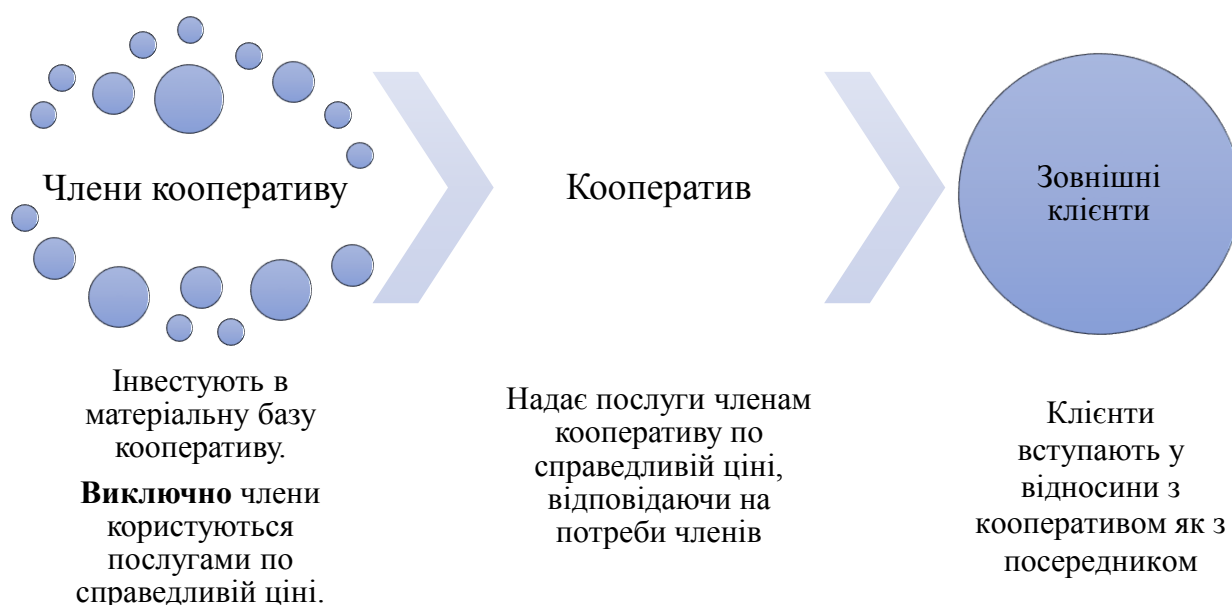 Члени кооперативу
Кооператив
Зовнішні
клієнти
Інвестують в
матеріальну базу
кооперативу.
Виключно члени
користуються
послугами по
справедливій ціні.
Надає послуги членам
кооперативу по
справедливій ціні,
відповідаючи на
потреби членів
Клієнти
вступають у
відносини з
кооперативом як з
посередником